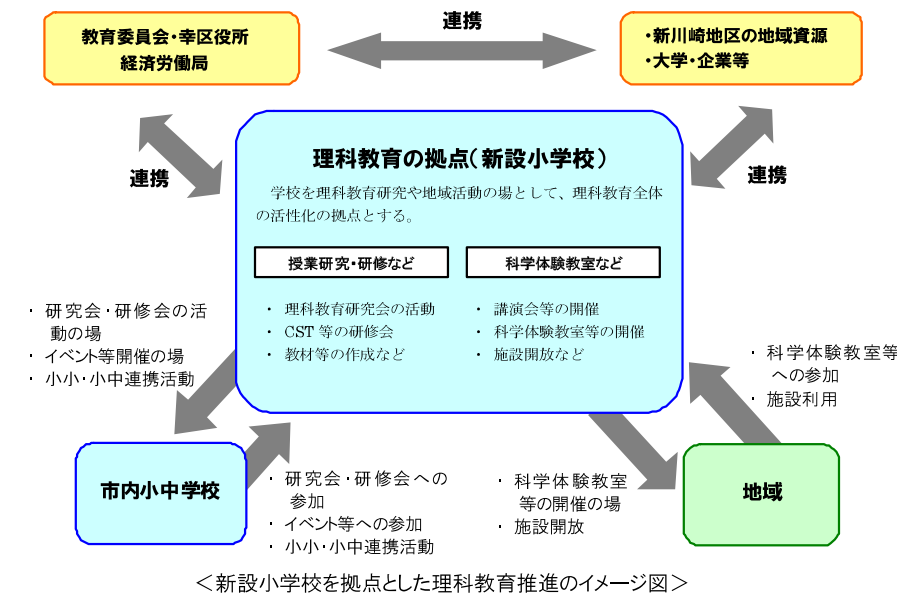 連携
教育委員会・幸区役所
経済労働局
・新川崎地区の地域資源
・大学・企業等
連携
連携
理科教育の拠点（新設小学校）
学校を理科教育研究や地域活動の場として、理科教育全体
の活性化の拠点とする。
授業研究・研修など
・ 理科教育研究会の活動
・ CST 等の研修会
・ 教材等の作成など
科学体験教室など
・ 講演会等の開催
・ 科学体験教室等の開催
・ 施設開放など
・ 研究会・研修会の活
動の場
・ イベント等開催の場
・ 小小・小中連携活動
・ 科学体験教室等
への参加
・ 施設利用
市内小中学校
・ 研究会・研修会への
参加
・ イベント等への参加
・ 小小・小中連携活動
・ 科学体験教室
等の開催の場
・ 施設開放
地域
＜新設小学校を拠点とした理科教育推進のイメージ図＞